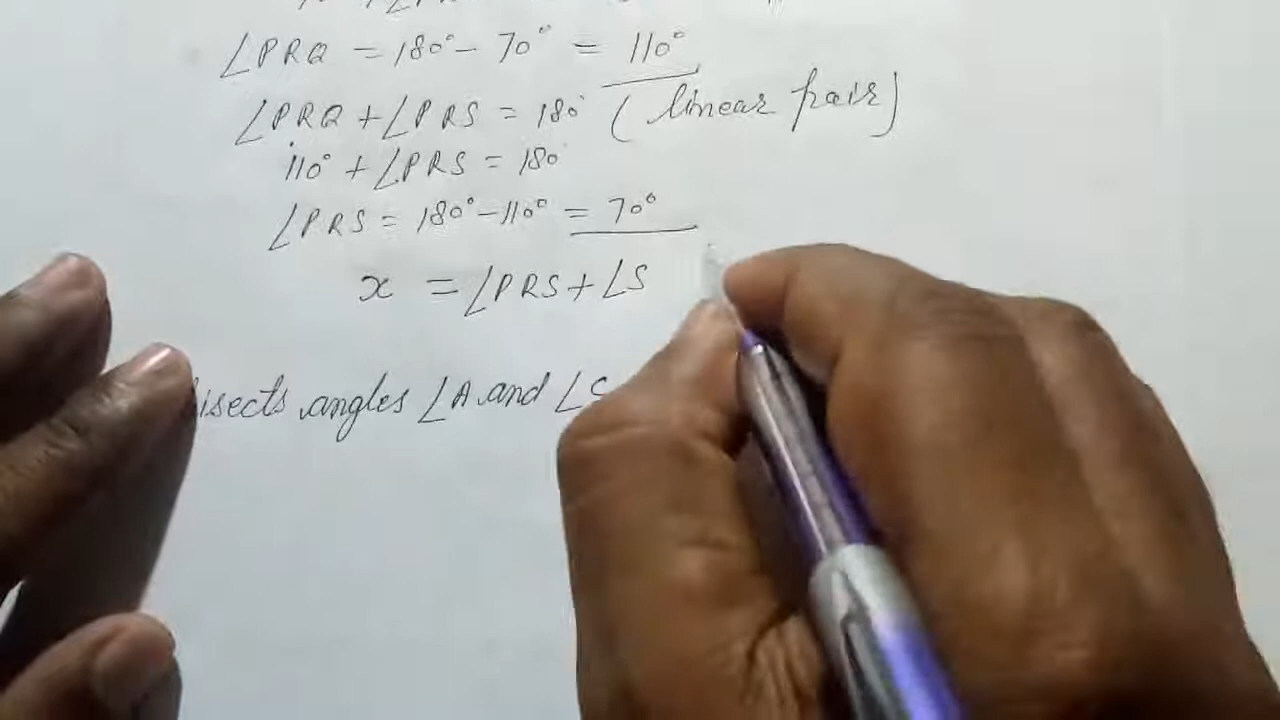 ∠PRQ = 180° - 70° = 110°
∠PRQ + ∠PRS = 180° (linear pair)
110° + ∠PRS = 180°
∠PRS = 180° - 110° = 70°
x = ∠PRS + ∠S
isects angles ∠A and ∠C